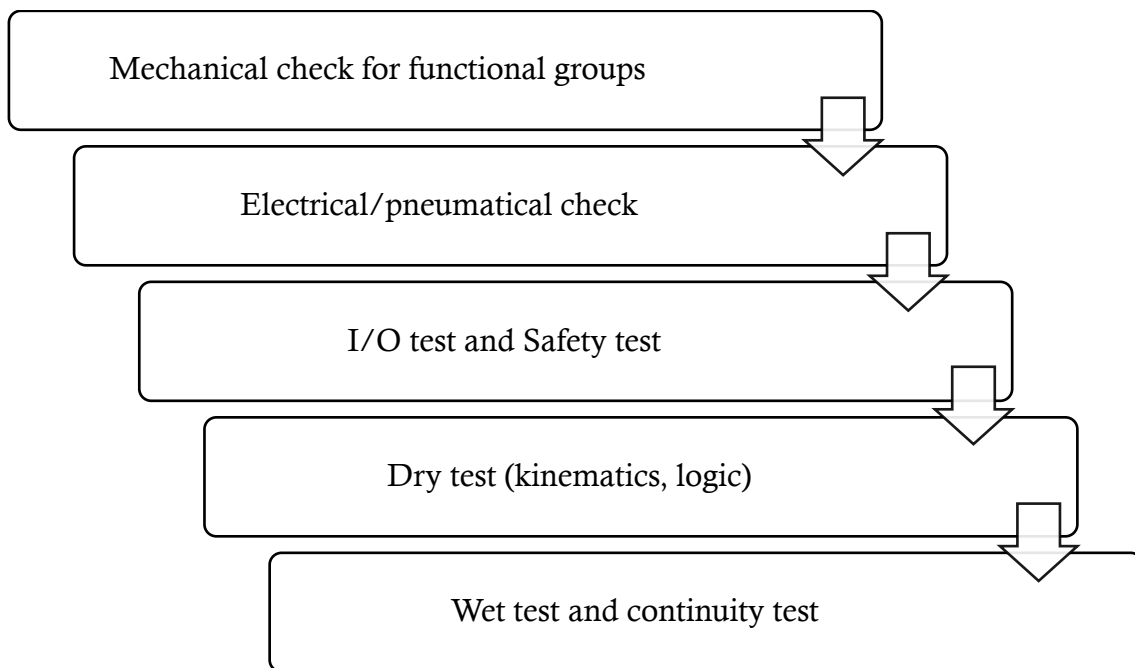 Mechanical check for functional groups
Electrical/pneumatical check
I/O test and Safety test
Dry test (kinematics, logic)
Wet test and continuity test